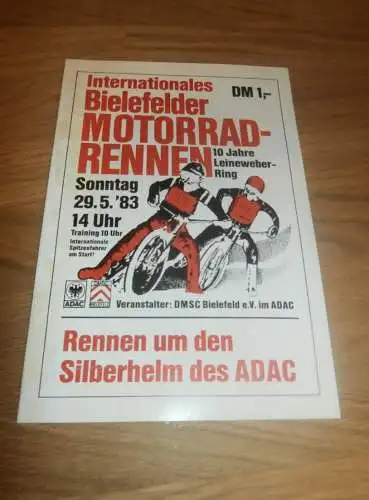 Internationales
DM 1,-
Bielefelder
MOTORRAD-
RENNEN
10 Jahre
Leineweber-
Ring
Sonntag
29.5.'83
14 Uhr
Training 10 Uhr
Internationale
Spitzenfahrer
am Start!
ADAC
Veranstalter: DMSC Bielefeld e.V. im ADAC
Rennen um den
Silberhelm des ADAC